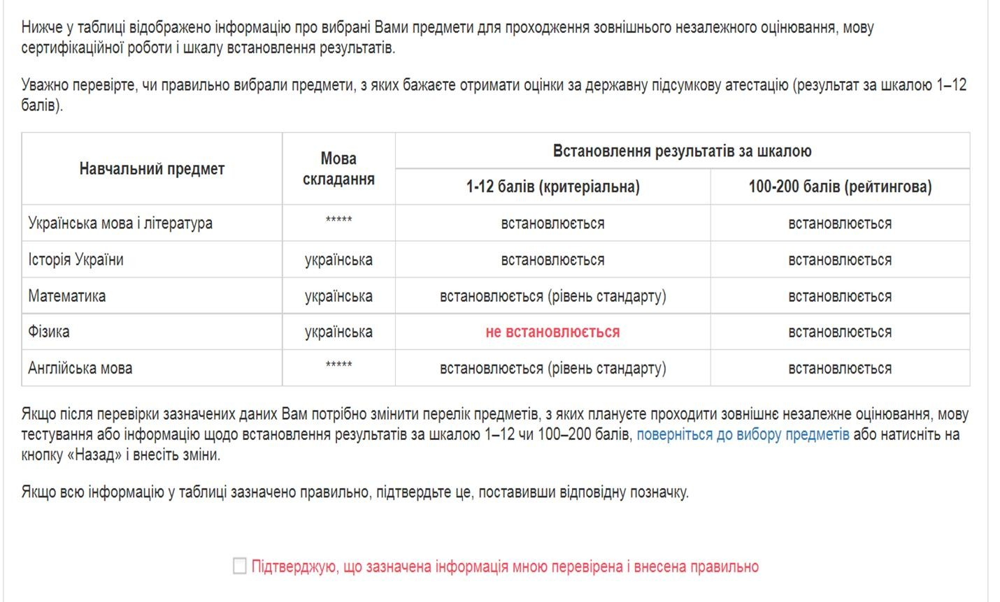 Нижче у таблиці відображено інформацію про вибрані Вами предмети для проходження зовнішнього незалежного оцінювання, мову
сертифікаційної роботи і шкалу встановлення результатів.
Уважно перевірте, чи правильно вибрали предмети, з яких бажаєте отримати оцінки за державну підсумкову атестацію (результат за шкалою 1–12
балів).
Навчальний предмет
Мова
складання
Встановлення результатів за шкалою
1-12 балів (критеріальна) 100-200 балів (рейтингова)
Українська мова і література ***** встановлюється встановлюється
Історія України українська встановлюється встановлюється
Математика українська встановлюється (рівень стандарту) встановлюється
Фізика українська не встановлюється встановлюється
Англійська мова ***** встановлюється (рівень стандарту) встановлюється
Якщо після перевірки зазначених даних Вам потрібно змінити перелік предметів, з яких плануєте проходити зовнішнє незалежне оцінювання, мову
тестування або інформацію щодо встановлення результатів за шкалою 1–12 чи 100–200 балів, поверніться до вибору предметів або натисніть на
кнопку «Назад» і внесіть зміни.
Якщо всю інформацію у таблиці зазначено правильно, підтвердьте це, поставивши відповідну позначку.
Підтверджую, що зазначена інформація мною перевірена і внесена правильно